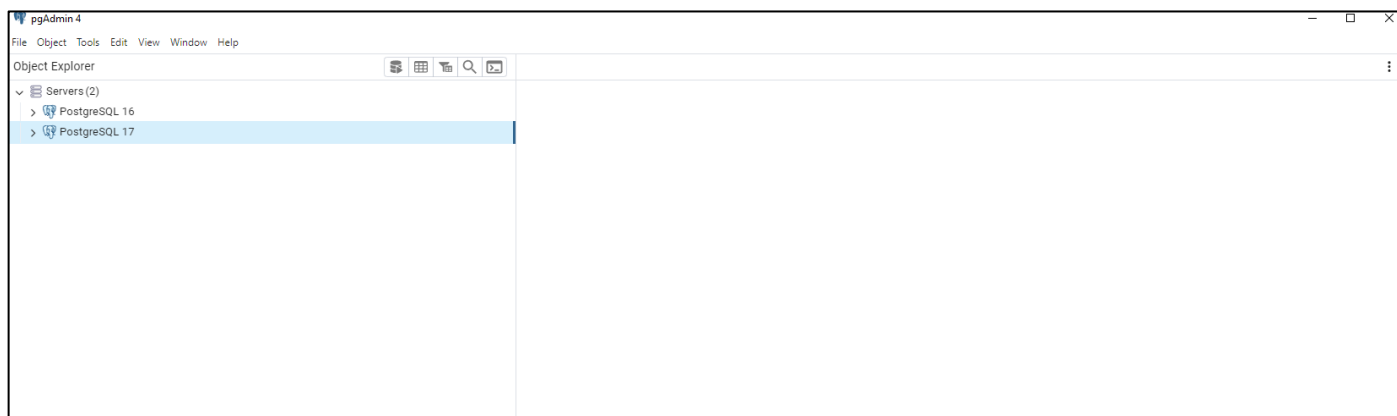 pgAdmin 4
File Object Tools Edit View Window Help
Object Explorer
Servers (2)
PostgreSQL 16
PostgreSQL 17